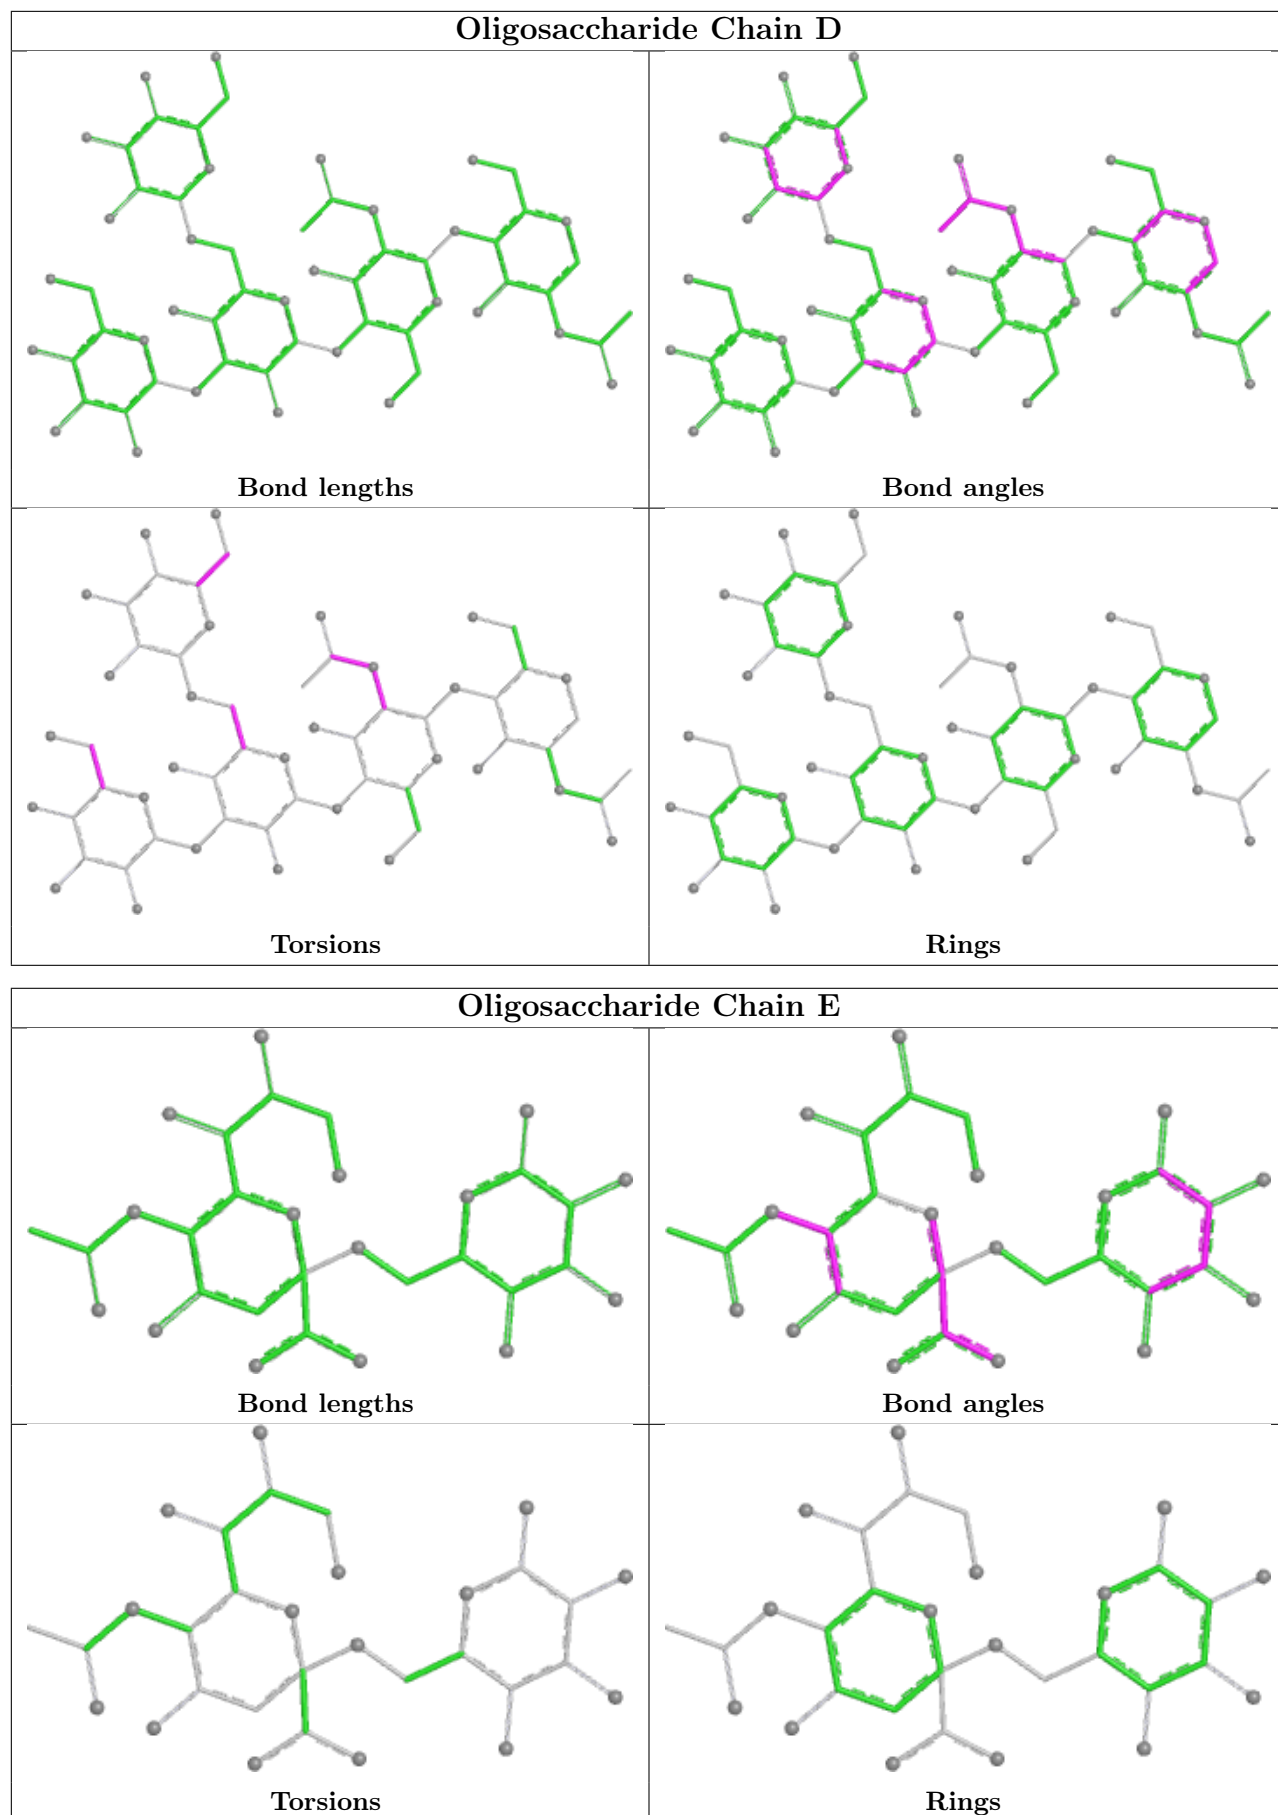 Oligosaccharide Chain D
Bond lengths
Bond angles
Torsions
Rings
Oligosaccharide Chain E
Bond lengths
Bond angles
Torsions
Rings